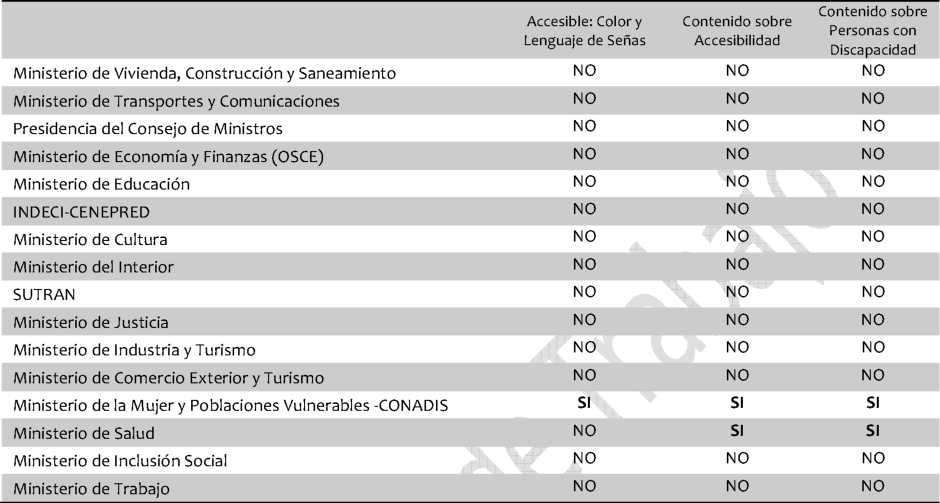 Accesible: Color y Lenguaje de Señas Contenido sobre Accesibilidad Contenido sobre Personas con Discapacidad
Ministerio de Vivienda, Construcción y Saneamiento NO NO NO
Ministerio de Transportes y Comunicaciones NO NO NO
Presidencia del Consejo de Ministros NO NO NO
Ministerio de Economía y Finanzas (OSCE) NO NO NO
Ministerio de Educación NO NO NO
INDECI-CENEPRED NO NO NO
Ministerio de Cultura NO NO NO
Ministerio del Interior NO NO NO
SUTRAN NO NO NO
Ministerio de Justicia NO NO NO
Ministerio de Industria y Turismo NO NO NO
Ministerio de Comercio Exterior y Turismo NO NO NO
Ministerio de la Mujer y Poblaciones Vulnerables -CONADIS SI SI SI
Ministerio de Salud NO SI SI
Ministerio de Inclusión Social NO NO NO
Ministerio de Trabajo NO NO NO
de Trabajo